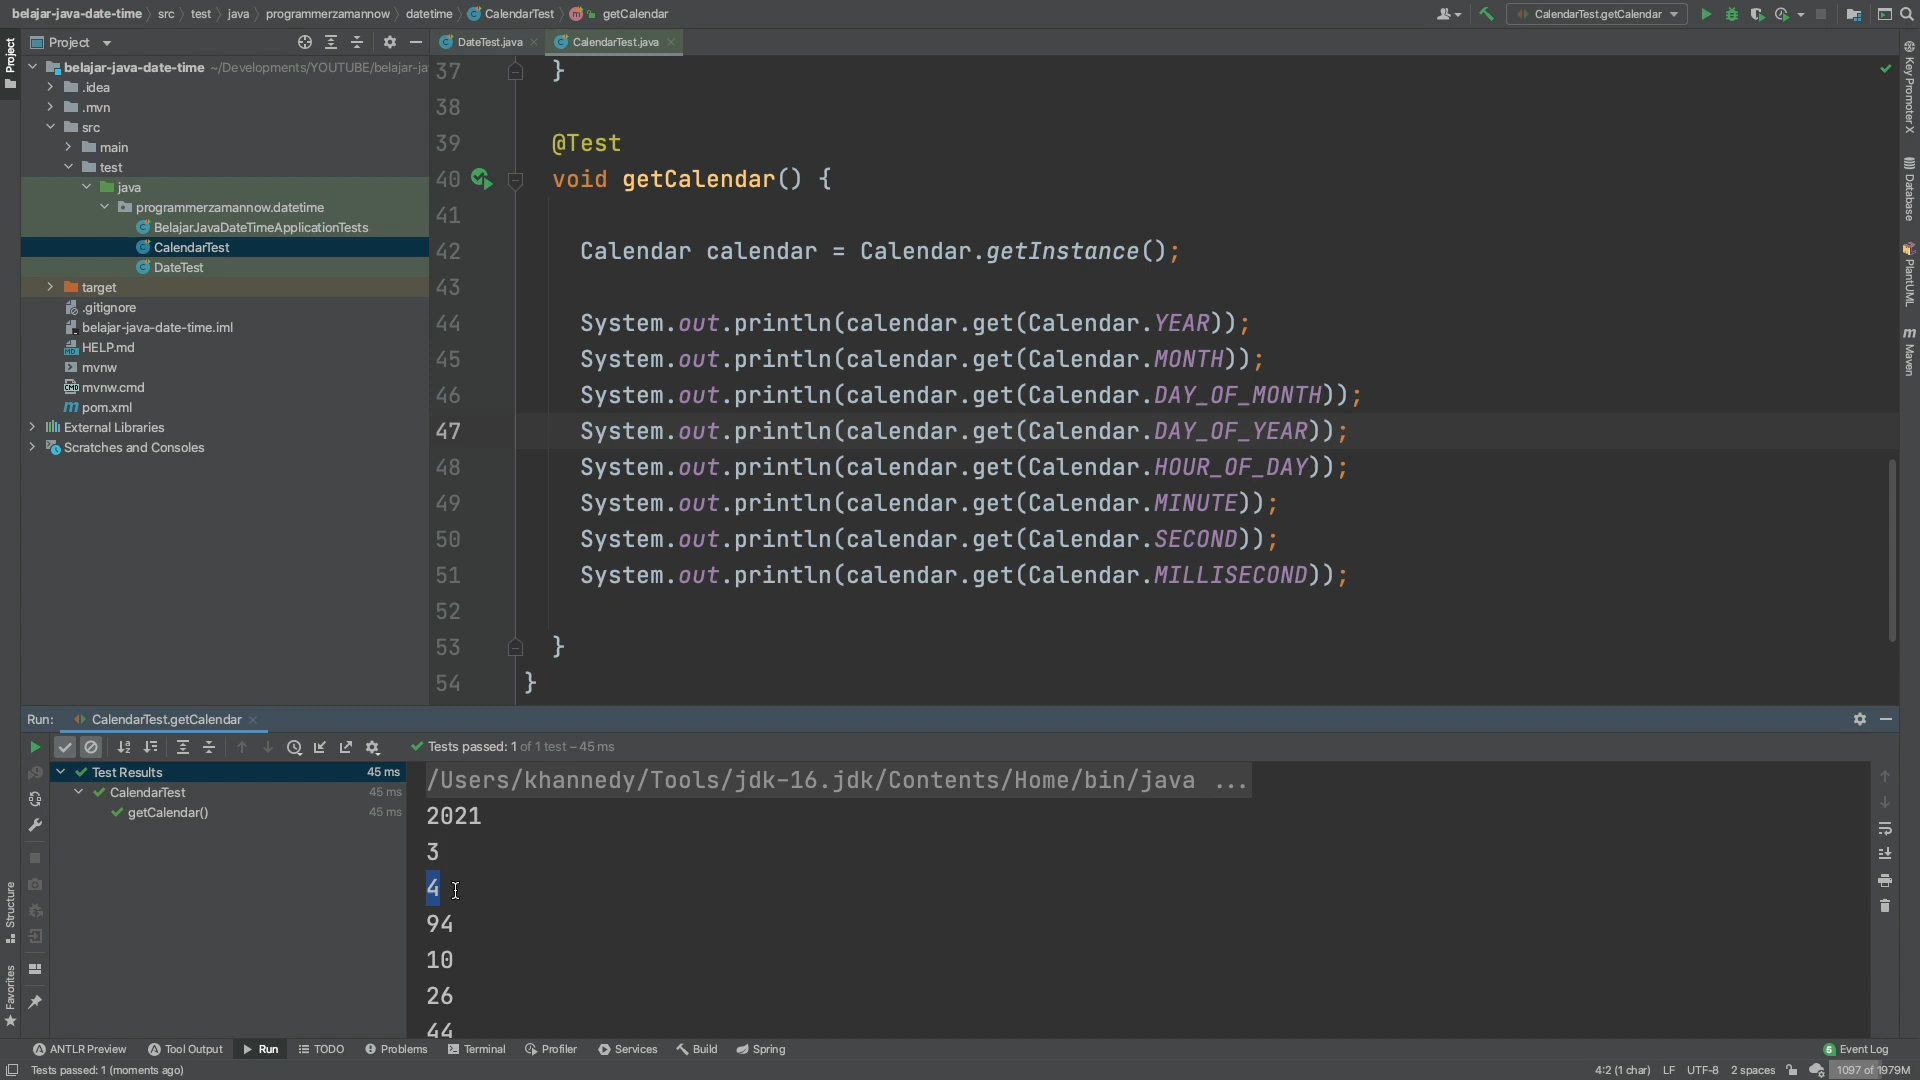 belajar-java-date-time src test java programmerzamannow datetime CalendarTest getCalendar
CalendarTest.getCalendar
Project
DateTest.java
CalendarTest.java
belajar-java-date-time ~/Developments/YOUTUBE/belajar-ja
.idea
.mvn
src
main
test
java
programmerzamannow.datetime
BelajarJavaDateTimeApplicationTests
CalendarTest
DateTest
target
.gitignore
belajar-java-date-time.iml
HELP.md
mvnw
mvnw.cmd
pom.xml
External Libraries
Scratches and Consoles
37 }
38
39 @Test
40 void getCalendar() {
41
42 Calendar calendar = Calendar.getInstance();
43
44 System.out.println(calendar.get(Calendar.YEAR));
45 System.out.println(calendar.get(Calendar.MONTH));
46 System.out.println(calendar.get(Calendar.DAY_OF_MONTH));
47 System.out.println(calendar.get(Calendar.DAY_OF_YEAR));
48 System.out.println(calendar.get(Calendar.HOUR_OF_DAY));
49 System.out.println(calendar.get(Calendar.MINUTE));
50 System.out.println(calendar.get(Calendar.SECOND));
51 System.out.println(calendar.get(Calendar.MILLISECOND));
52
53 }
54 }
Project
Structure
Favorites
Key Promoter X
Database
PlantUML
Maven
Run: CalendarTest.getCalendar
Tests passed: 1 of 1 test – 45 ms
Test Results 45 ms
CalendarTest 45 ms
getCalendar() 45 ms
/Users/khannedy/Tools/jdk-16.jdk/Contents/Home/bin/java ...
2021
3
4
94
10
26
44
ANTLR Preview Tool Output Run TODO Problems Terminal Profiler Services Build Spring
5 Event Log
Tests passed: 1 (moments ago)
4:2 (1 char) LF UTF-8 2 spaces 1097 of 1979M